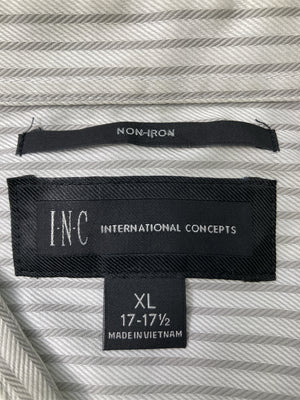 NON-IRON
I·N·C INTERNATIONAL CONCEPTS
XL
17-17½
MADE IN VIETNAM